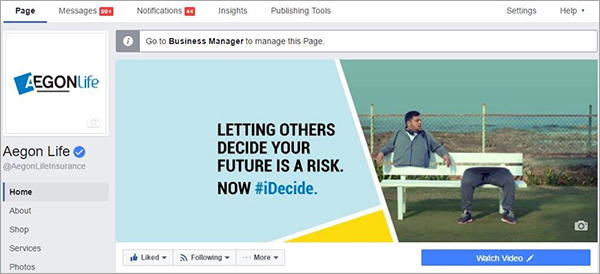 Page Messages 99+ Notifications 44 Insights Publishing Tools Settings Help
Go to Business Manager to manage this Page.
AEGON Life
LETTING OTHERS
DECIDE YOUR
FUTURE IS A RISK.
NOW #iDecide.
Aegon Life
@AegonLifeInsurance
Home
About
Shop
Services
Photos
Liked Following ··· More Watch Video